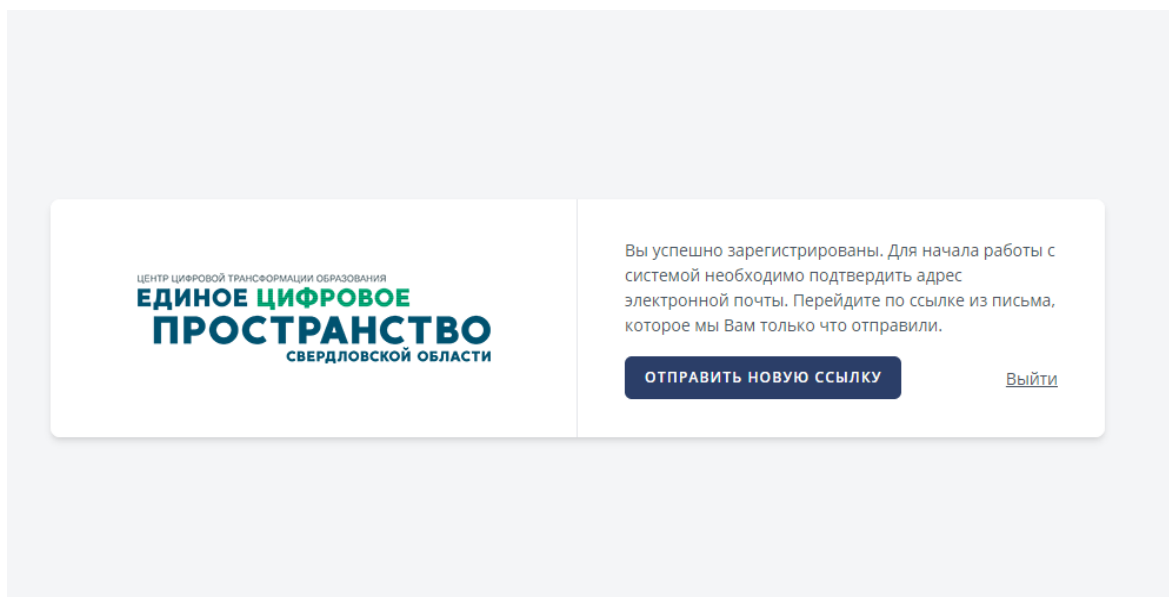 ЦЕНТР ЦИФРОВОЙ ТРАНСФОРМАЦИИ ОБРАЗОВАНИЯ
ЕДИНОЕ ЦИФРОВОЕ
ПРОСТРАНСТВО
СВЕРДЛОВСКОЙ ОБЛАСТИ
Вы успешно зарегистрированы. Для начала работы с
системой необходимо подтвердить адрес
электронной почты. Перейдите по ссылке из письма,
которое мы Вам только что отправили.
ОТПРАВИТЬ НОВУЮ ССЫЛКУ
Выйти